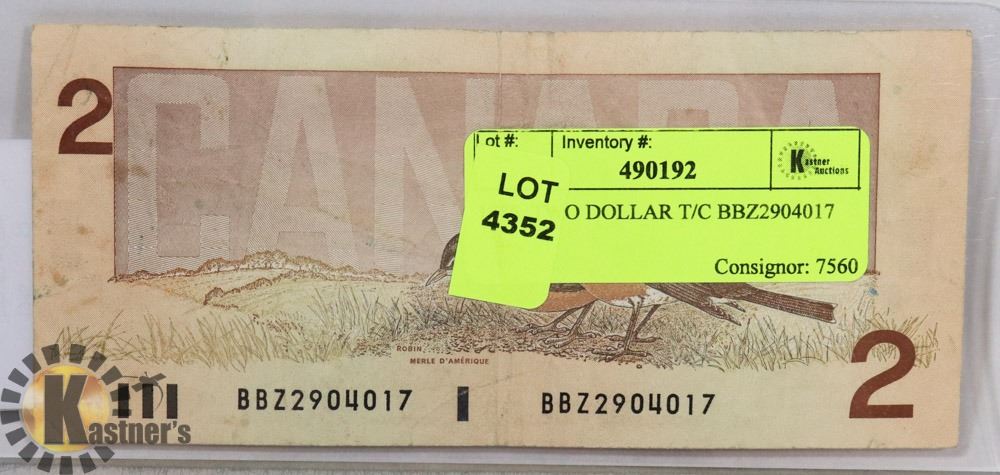 CANADA
2
Lot #:
Inventory #:
490192
Kastner
Auctions
LOT
4352
O DOLLAR T/C BBZ2904017
Consignor: 7560
ROBIN
MERLE D'AMÉRIQUE
2
BBZ2904017
BBZ2904017
Kastner's